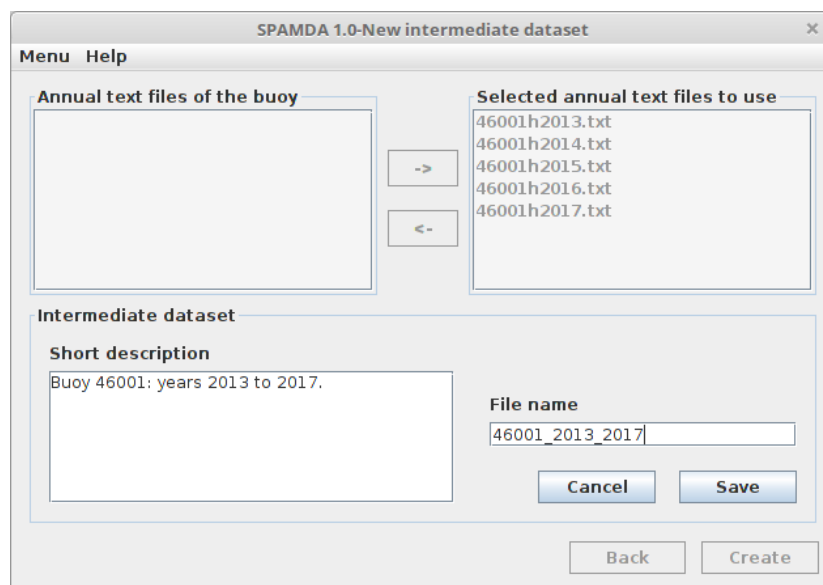 SPAMDA 1.0-New intermediate dataset ×
Menu Help
Annual text files of the buoy
Selected annual text files to use
46001h2013.txt
46001h2014.txt
46001h2015.txt
46001h2016.txt
46001h2017.txt
->
<-
Intermediate dataset
Short description
Buoy 46001: years 2013 to 2017.
File name
46001_2013_2017
Cancel Save
Back Create